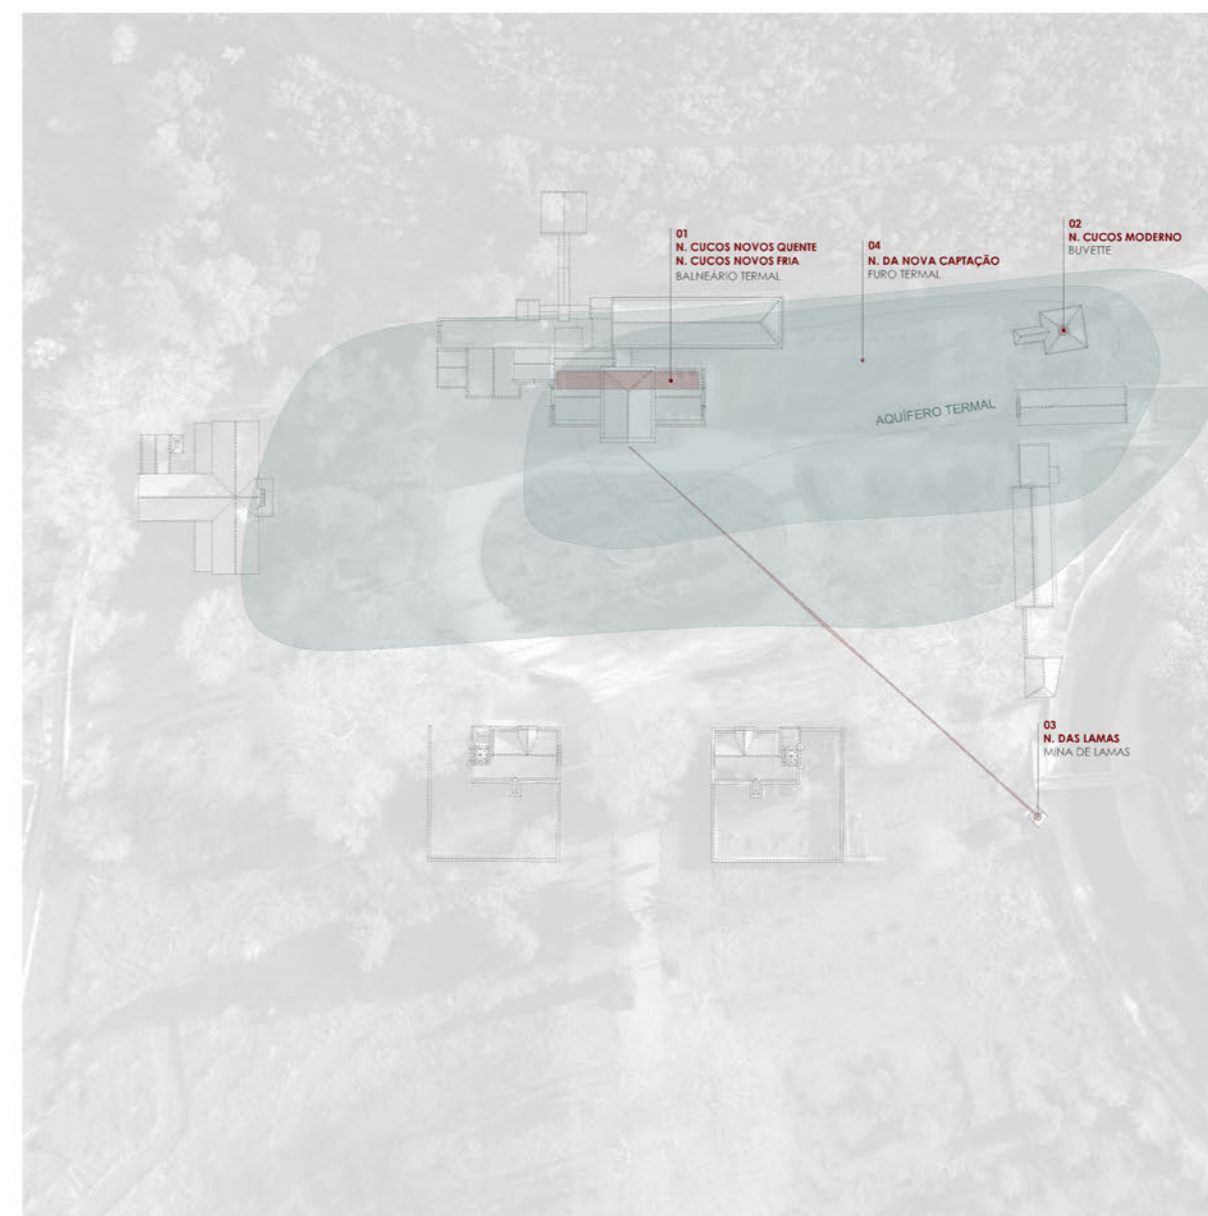 01
N. CUCOS NOVOS QUENTE
N. CUCOS NOVOS FRIA
BALNEÁRIO TERMAL
04
N. DA NOVA CAPTAÇÃO
FURO TERMAL
02
N. CUCOS MODERNO
BUVETTE
AQUÍFERO TERMAL
03
N. DAS LAMAS
MINA DE LAMAS